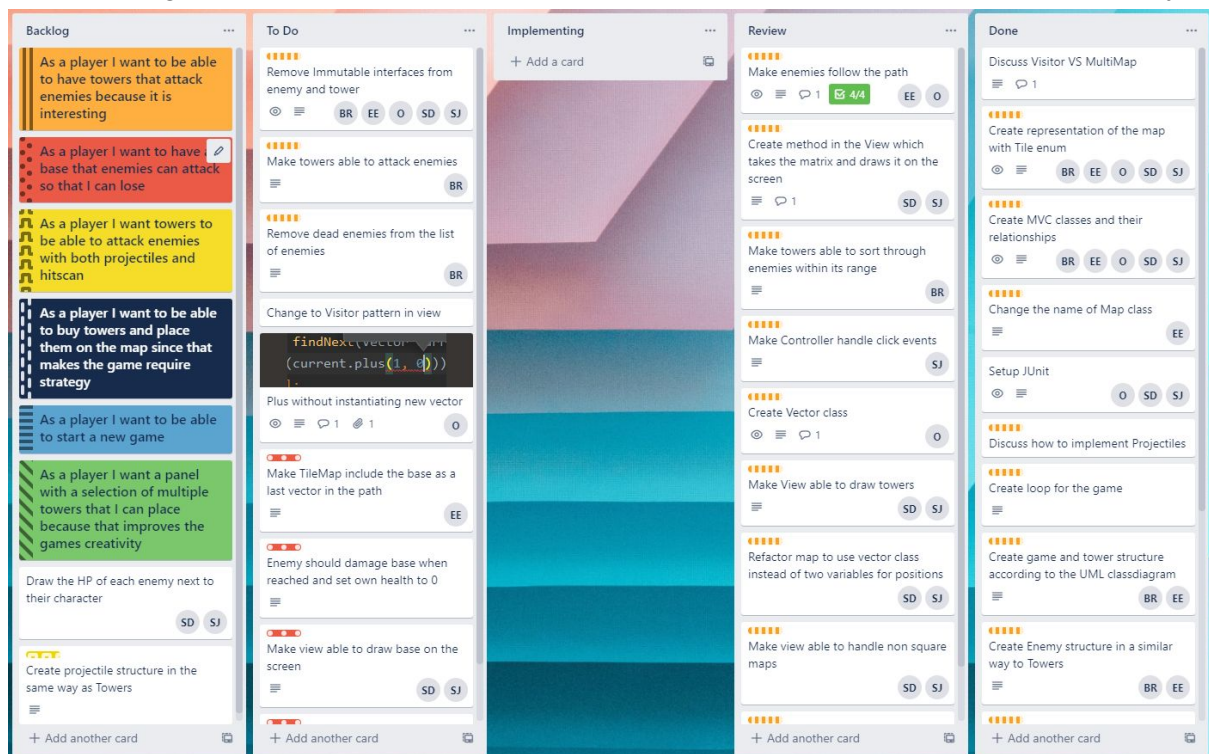 Backlog
As a player I want to be able
to have towers that attack
enemies because it is
interesting
As a player I want to have
base that enemies can attack
so that I can lose
As a player I want towers to
be able to attack enemies
with both projectiles and
hitscan
As a player I want to be able
to buy towers and place
them on the map since that
makes the game require
strategy
As a player I want to be able
to start a new game
As a player I want a panel
with a selection of multiple
towers that I can place
because that improves the
games creativity
Draw the HP of each enemy next to
their character
SD SJ
Create projectile structure in the
same way as Towers
+ Add another card
To Do
Remove Immutable interfaces from
enemy and tower
BR EE O SD SJ
Make towers able to attack enemies
BR
Remove dead enemies from the list
of enemies
BR
Change to Visitor pattern in view
findNext(Vector
(current.plus(1, 0)))
);
Plus without instantiating new vector
1 1 O
Make TileMap include the base as a
last vector in the path
EE
Enemy should damage base when
reached and set own health to 0
Make view able to draw base on the
screen
SD SJ
+ Add another card
Implementing
+ Add a card
Review
Make enemies follow the path
1 4/4 EE O
Create method in the View which
takes the matrix and draws it on the
screen
1 SD SJ
Make towers able to sort through
enemies within its range
BR
Make Controller handle click events
SJ
Create Vector class
1 O
Make View able to draw towers
SD SJ
Refactor map to use vector class
instead of two variables for positions
SD SJ
Make view able to handle non square
maps
SD SJ
+ Add another card
Done
Discuss Visitor VS MultiMap
1
Create representation of the map
with Tile enum
BR EE O SD SJ
Create MVC classes and their
relationships
BR EE O SD SJ
Change the name of Map class
EE
Setup JUnit
O SD SJ
Discuss how to implement Projectiles
Create loop for the game
Create game and tower structure
according to the UML classdiagram
BR EE
Create Enemy structure in a similar
way to Towers
BR EE
+ Add another card